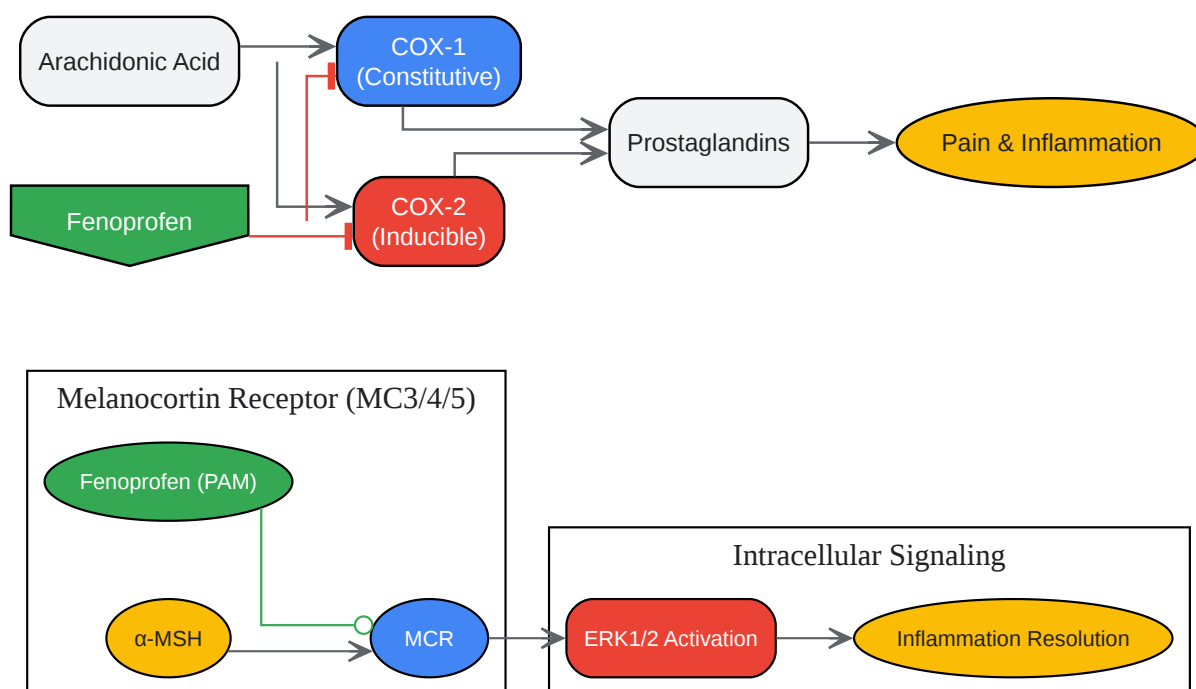 Arachidonic Acid
COX-1
(Constitutive)
Prostaglandins
Pain & Inflammation
Fenoprofen
COX-2
(Inducible)
Melanocortin Receptor (MC3/4/5)
Fenoprofen (PAM)
α-MSH
MCR
Intracellular Signaling
ERK1/2 Activation
Inflammation Resolution